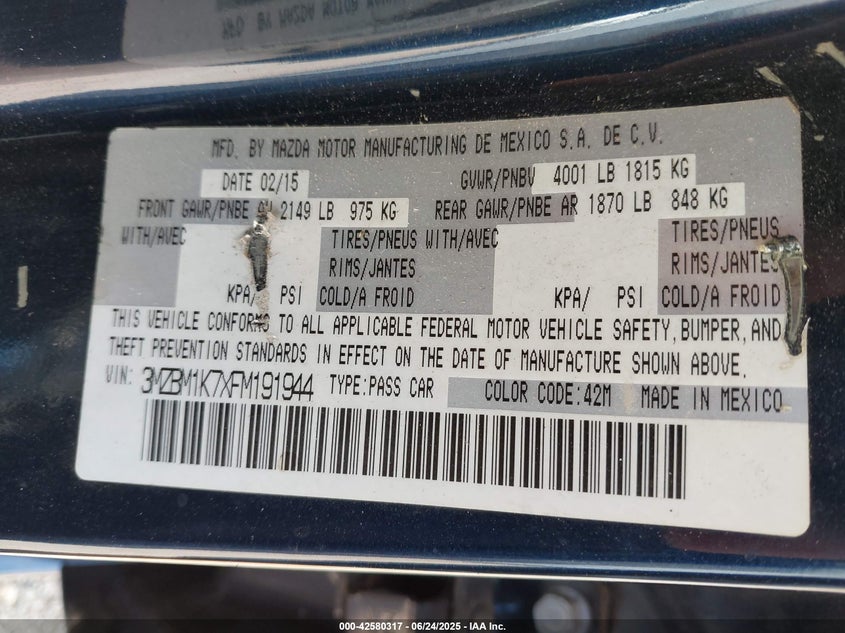 MFD. BY MAZDA MOTOR
MFD. BY MAZDA MOTOR MANUFACTURING DE MEXICO S.A. DE C.V.
DATE 02/15 GVWR/PNBV 4001 LB 1815 KG
FRONT GAWR/PNBE 2149 LB 975 KG REAR GAWR/PNBE AR 1870 LB 848 KG
WITH/AVEC TIRES/PNEUS WITH/AVEC TIRES/PNEUS
RIMS/JANTES RIMS/JANTES
KPA/ PSI COLD/A FROID KPA/ PSI COLD/A FROID
THIS VEHICLE CONFORMS TO ALL APPLICABLE FEDERAL MOTOR VEHICLE SAFETY, BUMPER, AND
THEFT PREVENTION STANDARDS IN EFFECT ON THE DATE OF MANUFACTURE SHOWN ABOVE.
VIN: 3MZBM1K7XFM191944 TYPE:PASS CAR COLOR CODE:42M MADE IN MEXICO
000-42580317 - 06/24/2025 - IAA Inc.